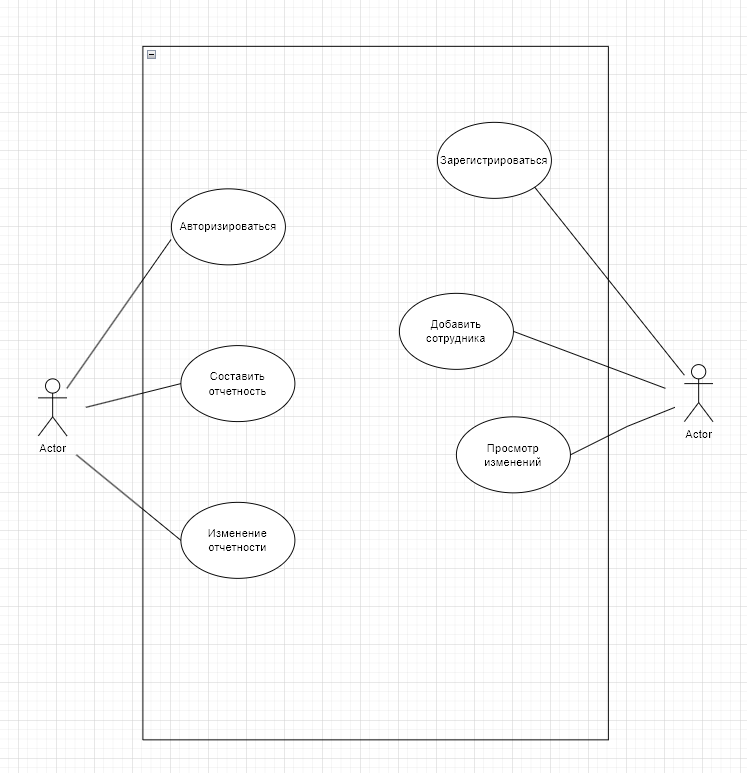 Зарегистрироваться
Авторизироваться
Добавить
сотрудника
Составить
отчетность
Actor
Actor
Просмотр
изменений
Изменение
отчетности